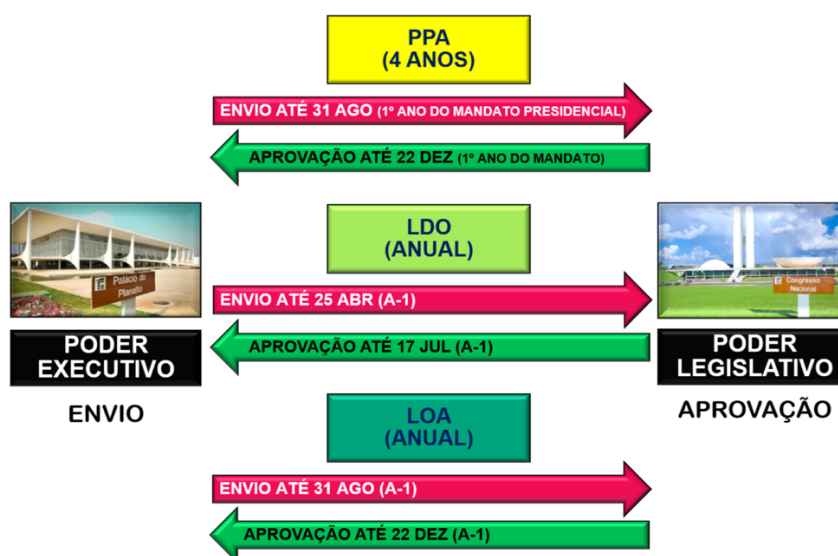 PPA
(4 ANOS)
ENVIO ATÉ 31 AGO (1º ANO DO MANDATO PRESIDENCIAL)
APROVAÇÃO ATÉ 22 DEZ (1º ANO DO MANDATO)
LDO
(ANUAL)
Palácio do
Planalto
ENVIO ATÉ 25 ABR (A-1)
Congresso
Nacional
APROVAÇÃO ATÉ 17 JUL (A-1)
PODER
EXECUTIVO
ENVIO
PODER
LEGISLATIVO
APROVAÇÃO
LOA
(ANUAL)
ENVIO ATÉ 31 AGO (A-1)
APROVAÇÃO ATÉ 22 DEZ (A-1)